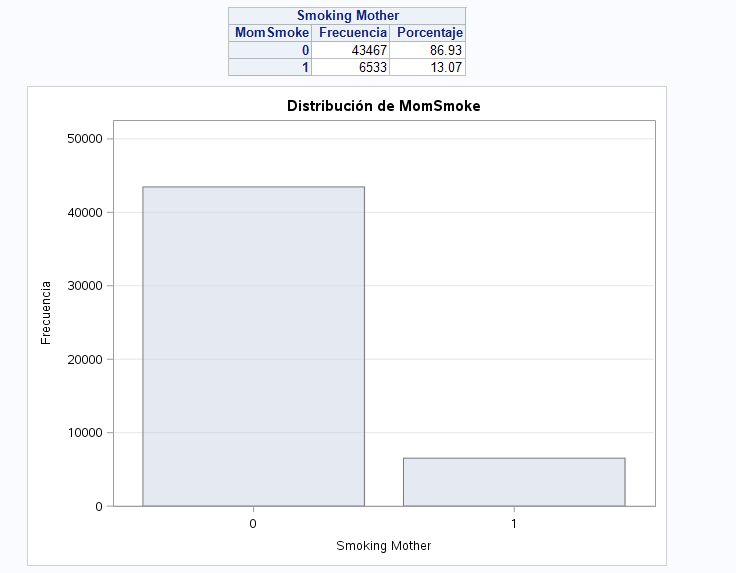 Smoking Mother
MomSmoke Frecuencia Porcentaje
0 43467 86.93
1 6533 13.07
Distribución de MomSmoke
50000
40000
30000
20000
10000
0
Frecuencia
0 1
Smoking Mother